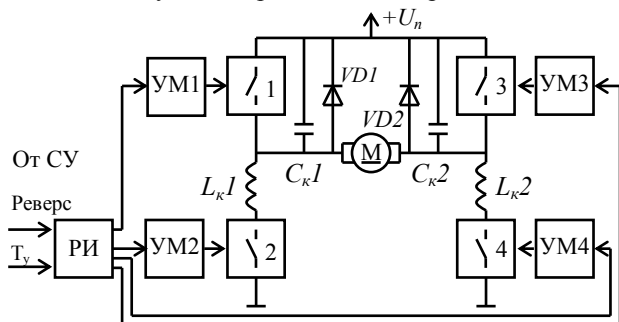 +Uп
УМ1
1
VD1
VD2
3
УМ3
M
От СУ
Cк1
Cк2
Lк1
Lк2
Реверс
Tу
РИ
УМ2
2
4
УМ4